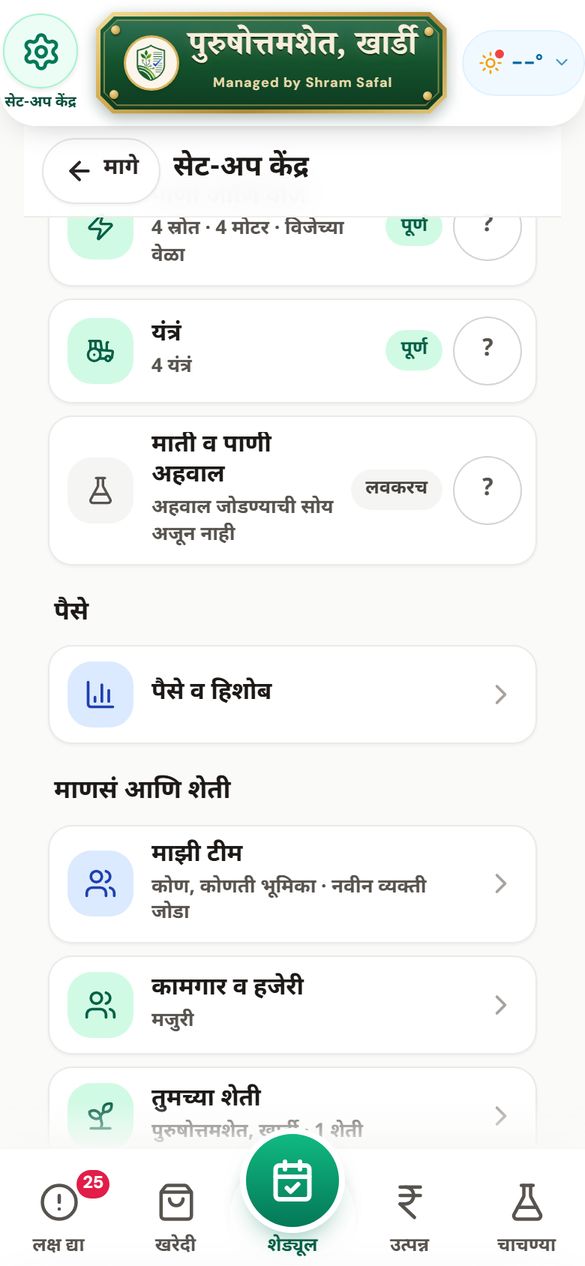 पुरुषोत्तमशेत, खार्डी
Managed by Shram Safal
--°
सेट-अप केंद्र
मागे
सेट-अप केंद्र
4 स्रोत · 4 मोटर · विजेच्या
वेळा
पूर्ण
?
यंत्रं
4 यंत्रं
पूर्ण
?
माती व पाणी
अहवाल
अहवाल जोडण्याची सोय
अजून नाही
लवकरच
?
पैसे
पैसे व हिशोब
माणसं आणि शेती
माझी टीम
कोण, कोणती भूमिका · नवीन व्यक्ती
जोडा
कामगार व हजेरी
मजुरी
तुमच्या शेती
पुरुषोत्तमशेत, खार्डी · 1 शेती
25
लक्ष द्या
खरेदी
शेड्यूल
उत्पन्न
चाचण्या